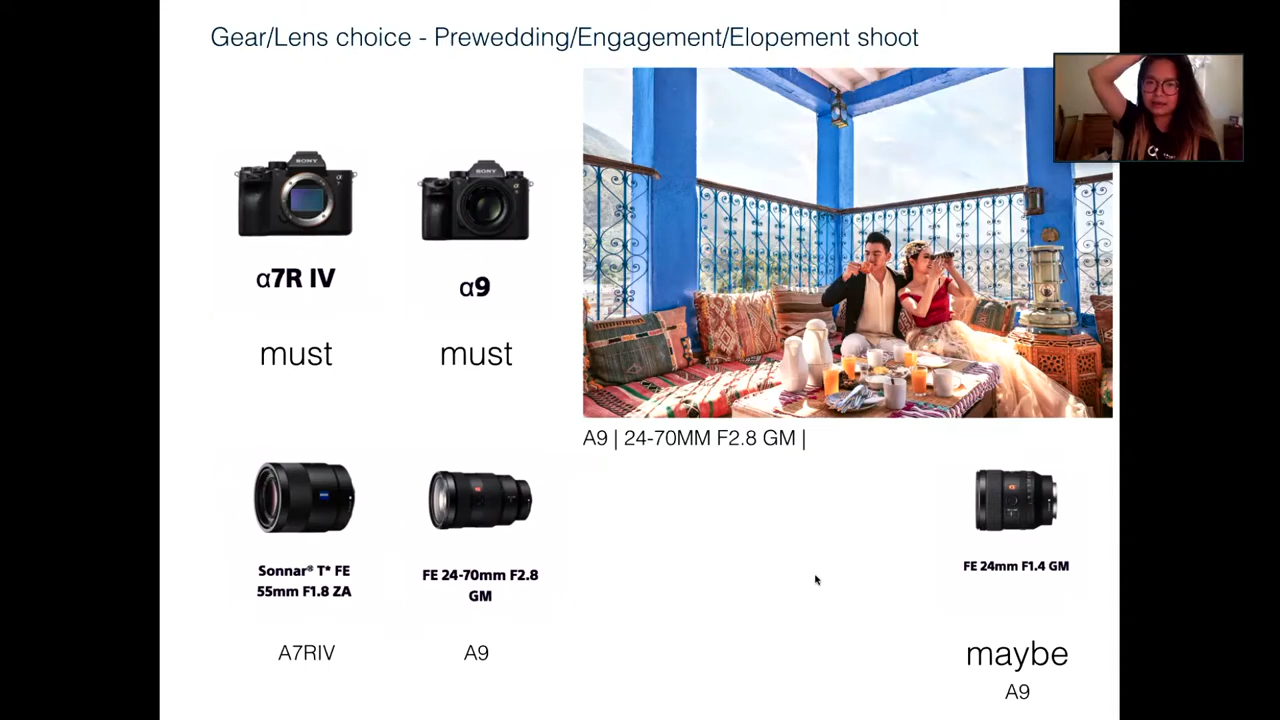 Gear/Lens choice - Prewedding/Engagement/Elopement shoot
SONY
SONY
α7R IV
α9
must
must
A9 | 24-70MM F2.8 GM |
Sonnar® T* FE
55mm F1.8 ZA
FE 24-70mm F2.8
GM
FE 24mm F1.4 GM
A7RIV
A9
maybe
A9